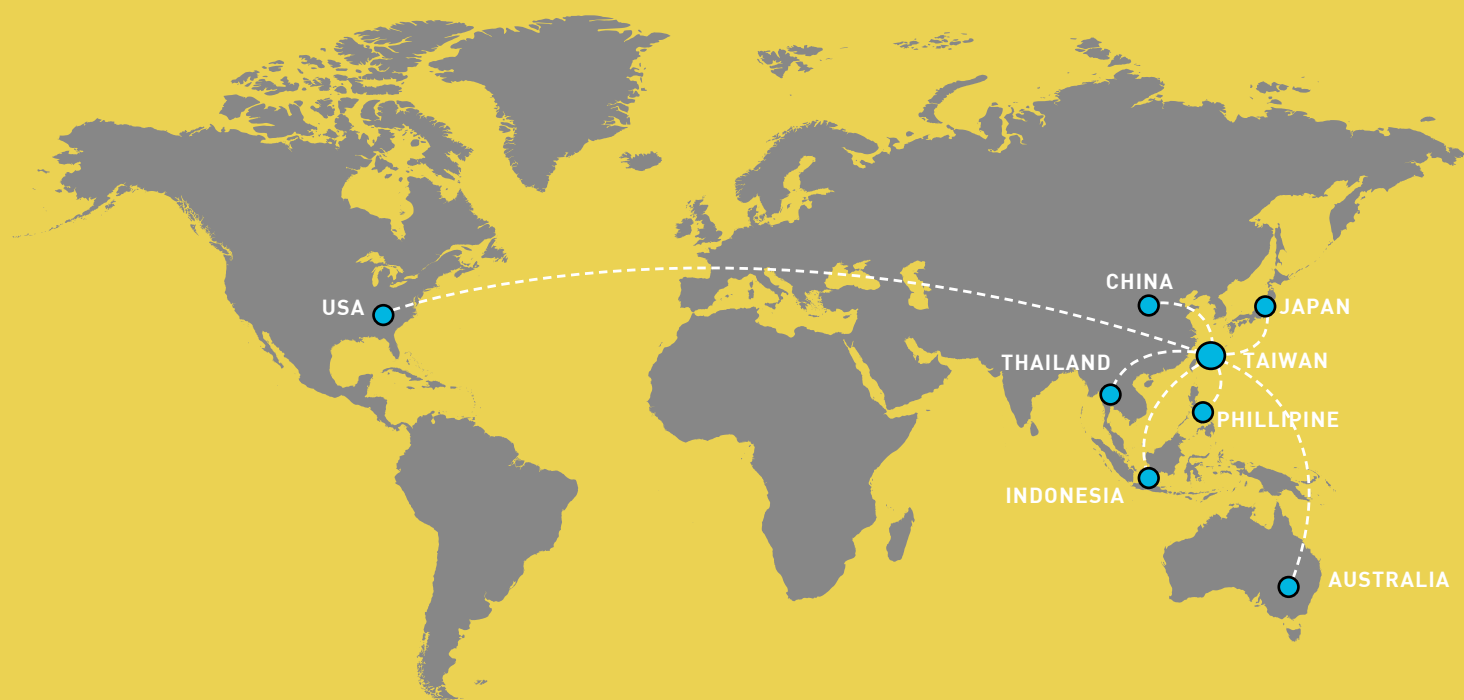 CHINA
USA
JAPAN
THAILAND
TAIWAN
PHILLIPINE
INDONESIA
AUSTRALIA